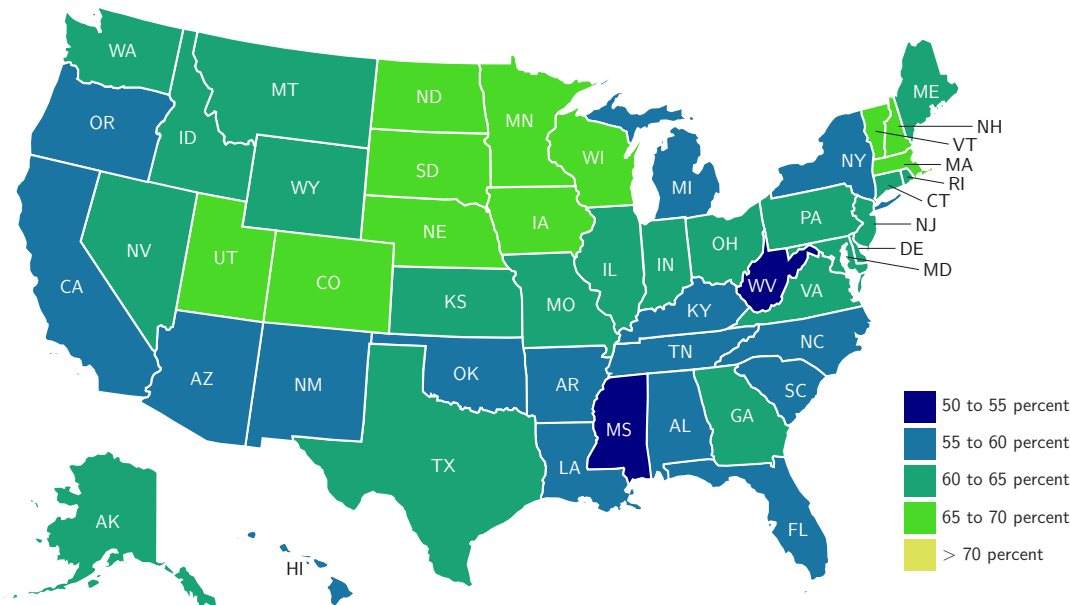 WA
MT
ND
MN
ME
OR
ID
NH
VT
WI
SD
NY
MA
WY
MI
RI
CT
PA
NE
IA
NJ
NV
OH
DE
UT
IN
IL
MD
CO
CA
WV
VA
KS
MO
KY
NC
TN
AZ
NM
OK
AR
SC
50 to 55 percent
GA
AL
MS
55 to 60 percent
TX
LA
60 to 65 percent
AK
65 to 70 percent
FL
> 70 percent
HI